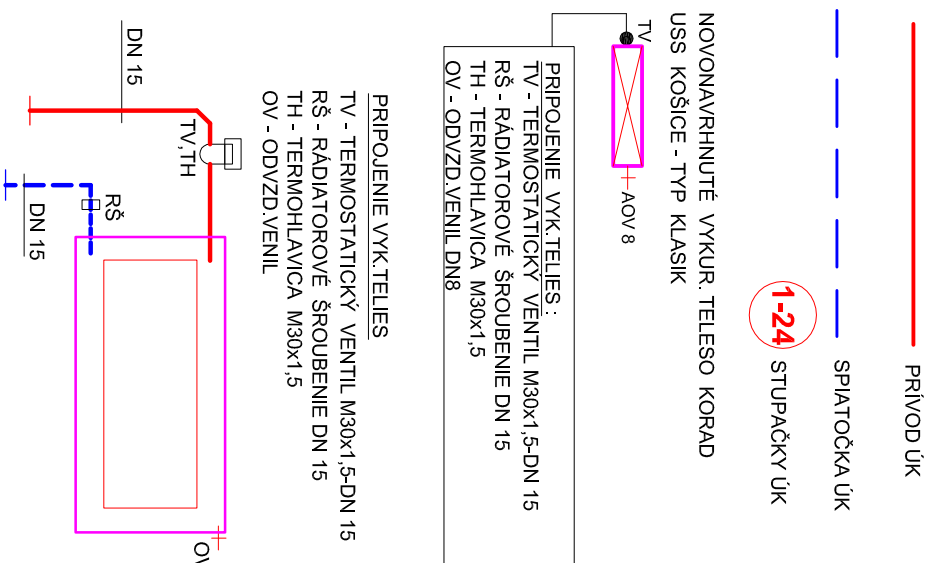 PRÍVOD ÚK
SPIATOČKA ÚK
1-24
STUPAČKY ÚK
NOVONAVRHNUTÉ VYKUR. TELESO KORAD
USS KOŠICE - TYP KLASIK
TV
AOV 8
PRIPOJENIE VYK.TELIES :
TV - TERMOSTATICKÝ VENTIL M30x1,5-DN 15
RŠ - RÁDIATOROVÉ ŠROUBENIE DN 15
TH - TERMOHLAVICA M30x1,5
OV - ODVZD.VENIL DN8
PRIPOJENIE VYK.TELIES
TV - TERMOSTATICKÝ VENTIL M30x1,5-DN 15
RŠ - RÁDIATOROVÉ ŠROUBENIE DN 15
TH - TERMOHLAVICA M30x1,5
OV - ODVZD.VENIL
DN 15
TV,TH
RŠ
DN 15
OV